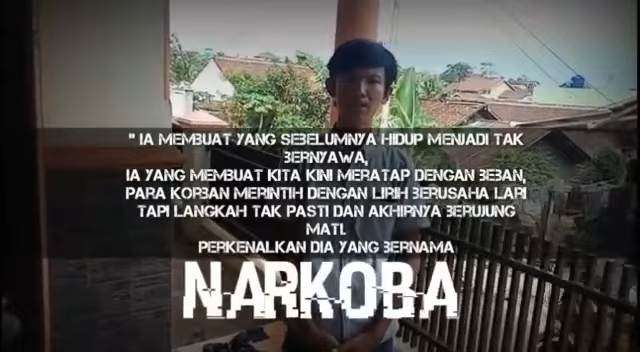 " IA MEMBUAT YANG SEBELUMNYA HIDUP MENJADI TAK
BERNYAWA,
IA YANG MEMBUAT KITA KINI MERATAP DENGAN BEBAN,
PARA KORBAN MERINTIH DENGAN LIRIH BERUSAHA LARI
TAPI LANGKAH TAK PASTI DAN AKHIRNYA BERUJUNG
MATI.
PERKENALKAN DIA YANG BERNAMA
NARKOBA